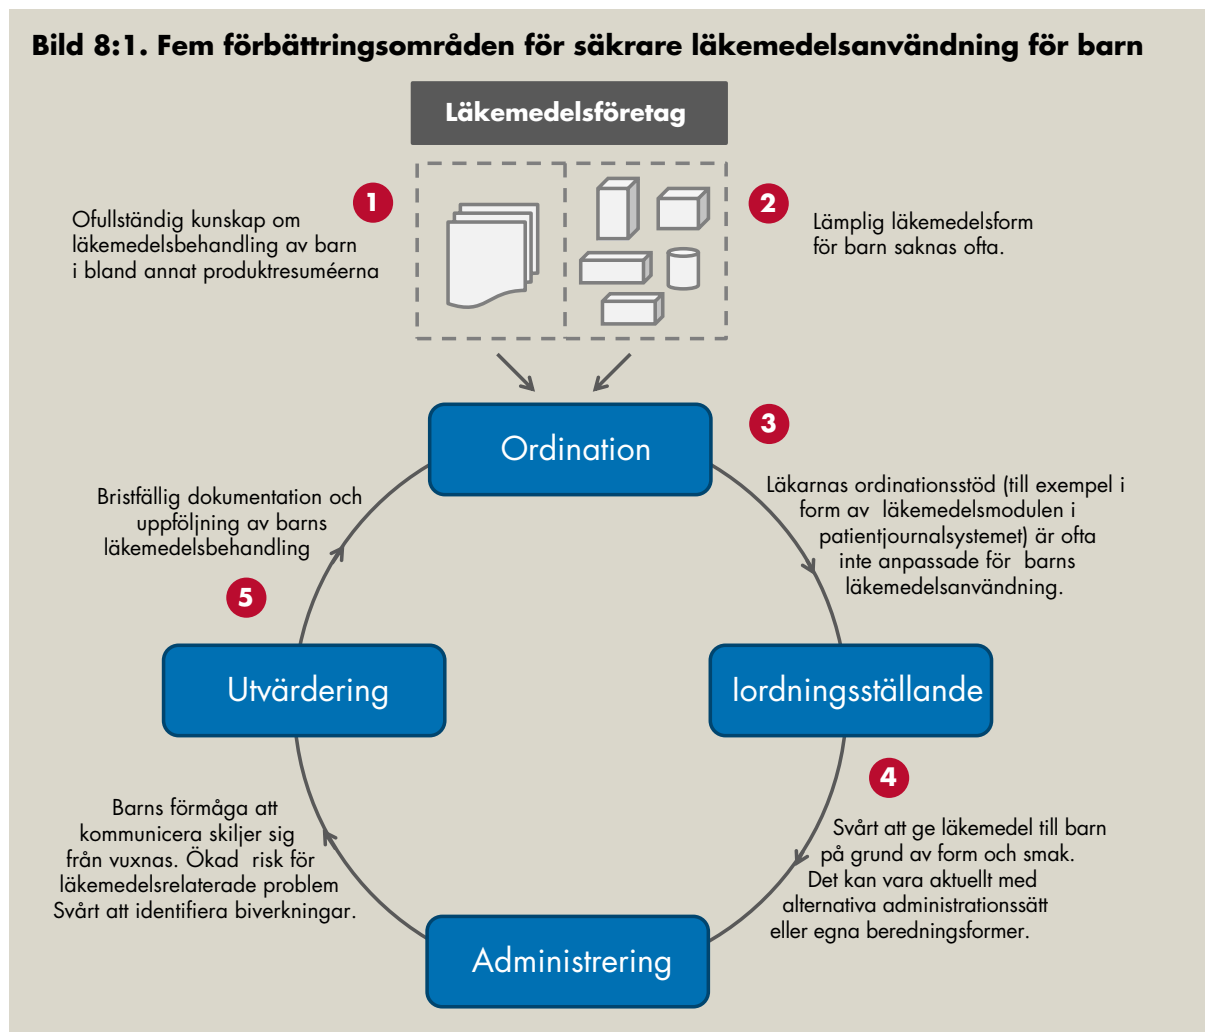 Bild 8:1. Fem förbättringsområden för säkrare läkemedelsanvändning för barn
Läkemedelsföretag
1
Ofullständig kunskap om
läkemedelsbehandling av barn
i bland annat produktresuméerna
2
Lämplig läkemedelsform
för barn saknas ofta.
Ordination
3
Läkarnas ordinationsstöd (till exempel i
form av läkemedelsmodulen i
patientjournalsystemet) är ofta
inte anpassade för barns
läkemedelsanvändning.
Iordningsställande
4
Svårt att ge läkemedel till barn
på grund av form och smak.
Det kan vara aktuellt med
alternativa administrationssätt
eller egna beredningsformer.
Administrering
Barns förmåga att
kommunicera skiljer sig
från vuxnas. Ökad risk för
läkemedelsrelaterade problem
Svårt att identifiera biverkningar.
Utvärdering
5
Bristfällig dokumentation och
uppföljning av barns
läkemedelsbehandling